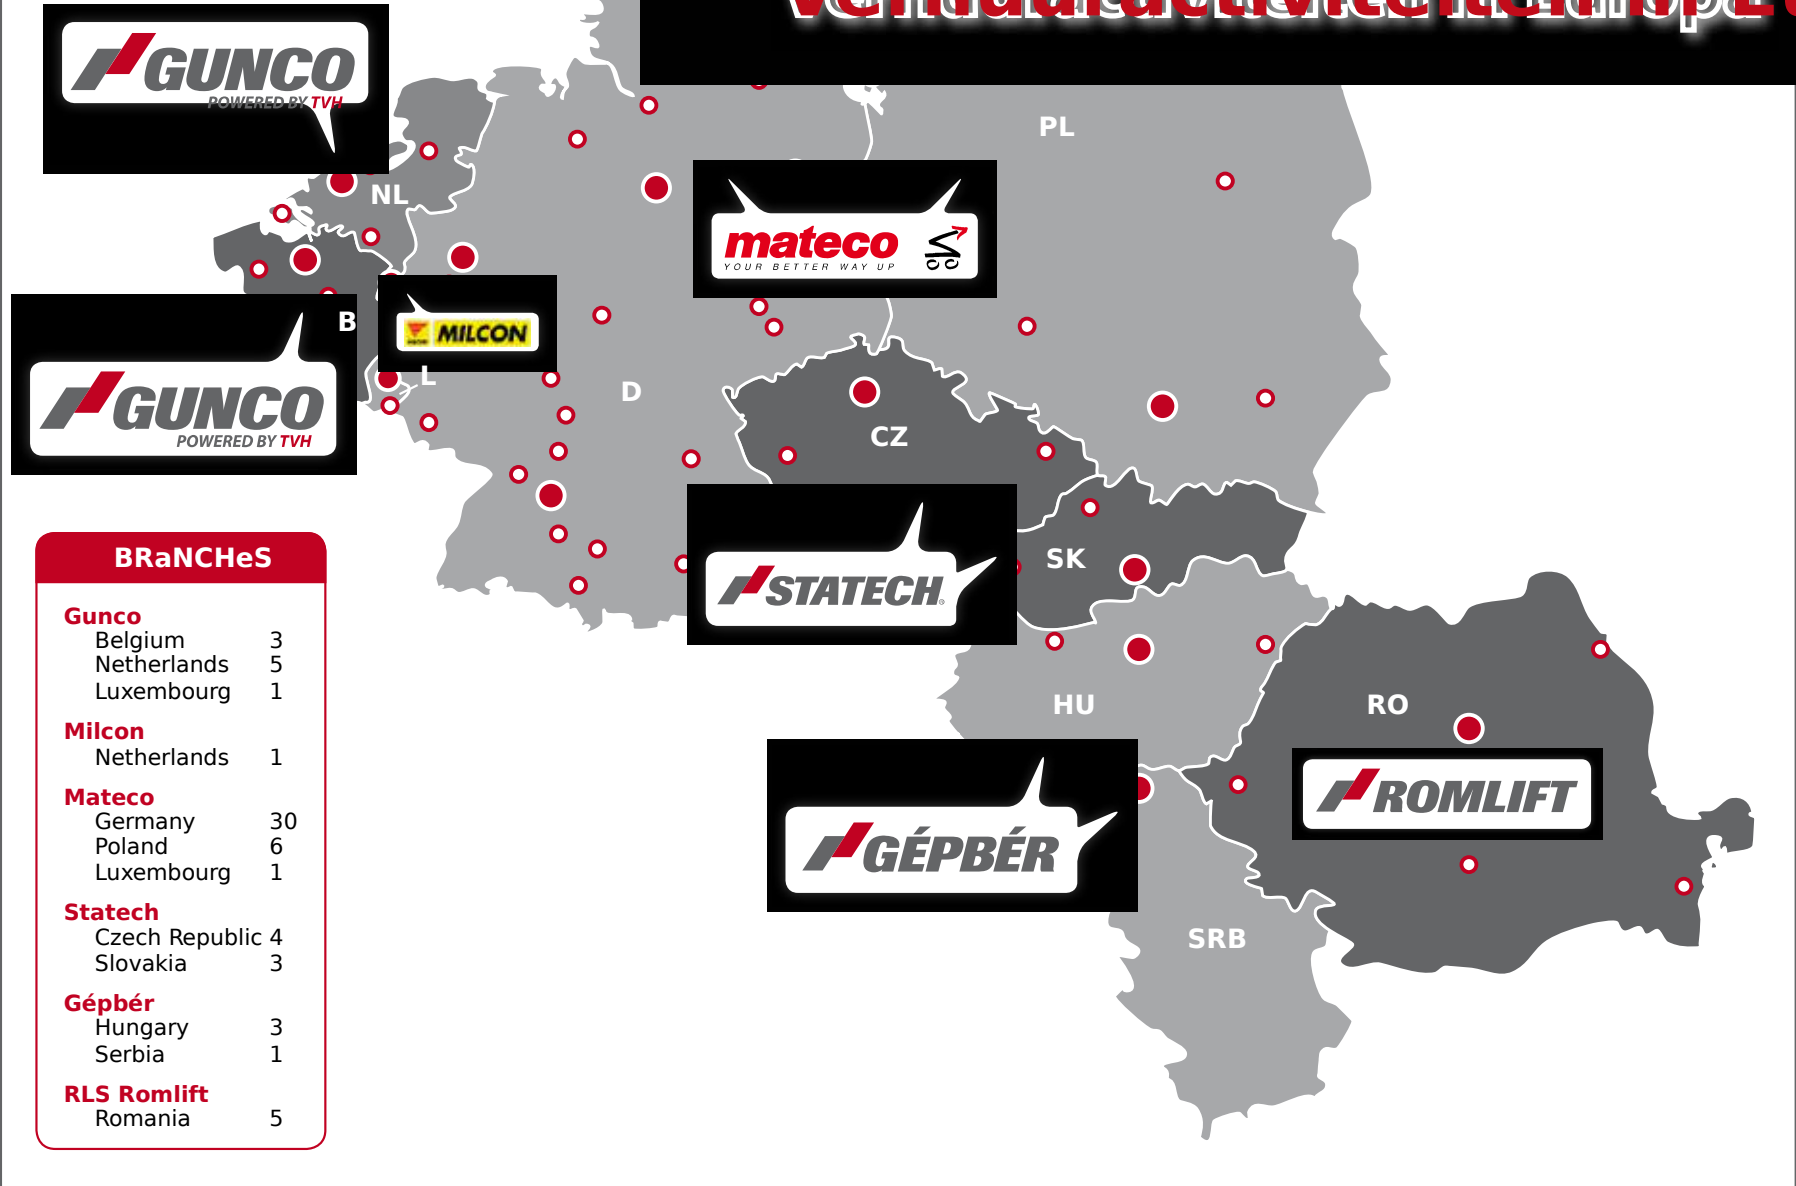 GUNCO
POWERED BY TVH
PL
NL
mateco
YOUR BETTER WAY UP
B
MILCON
L
D
GUNCO
POWERED BY TVH
CZ
STATECH
SK
HU
RO
ROMLIFT
GÉPBÉR
SRB
BRaNCHeS
Gunco
Belgium 3
Netherlands 5
Luxembourg 1
Milcon
Netherlands 1
Mateco
Germany 30
Poland 6
Luxembourg 1
Statech
Czech Republic 4
Slovakia 3
Gépbér
Hungary 3
Serbia 1
RLS Romlift
Romania 5